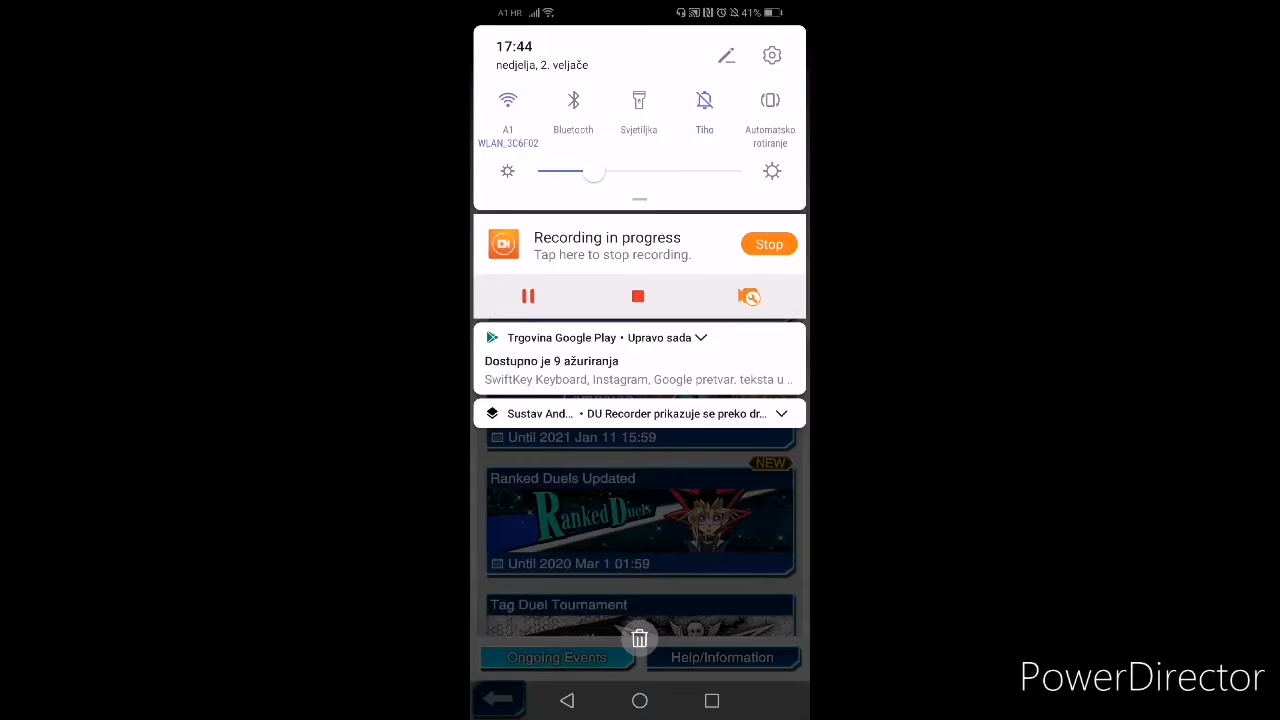 A1 HR
41%
17:44
nedjelja, 2. veljače
A1
WLAN_3C6F02
Bluetooth
Svjetiljka
Tiho
Automatsko
rotiranje
Recording in progress
Tap here to stop recording.
Stop
Trgovina Google Play • Upravo sada
Dostupno je 9 ažuriranja
SwiftKey Keyboard, Instagram, Google pretvar. teksta u ..
Sustav And... • DU Recorder prikazuje se preko dr...
Until 2021 Jan 11 15:59
NEW
Ranked Duels Updated
Ranked Duels
Until 2020 Mar 1 01:59
Tag Duel Tournament
Ongoing Events
Help/Information
PowerDirector